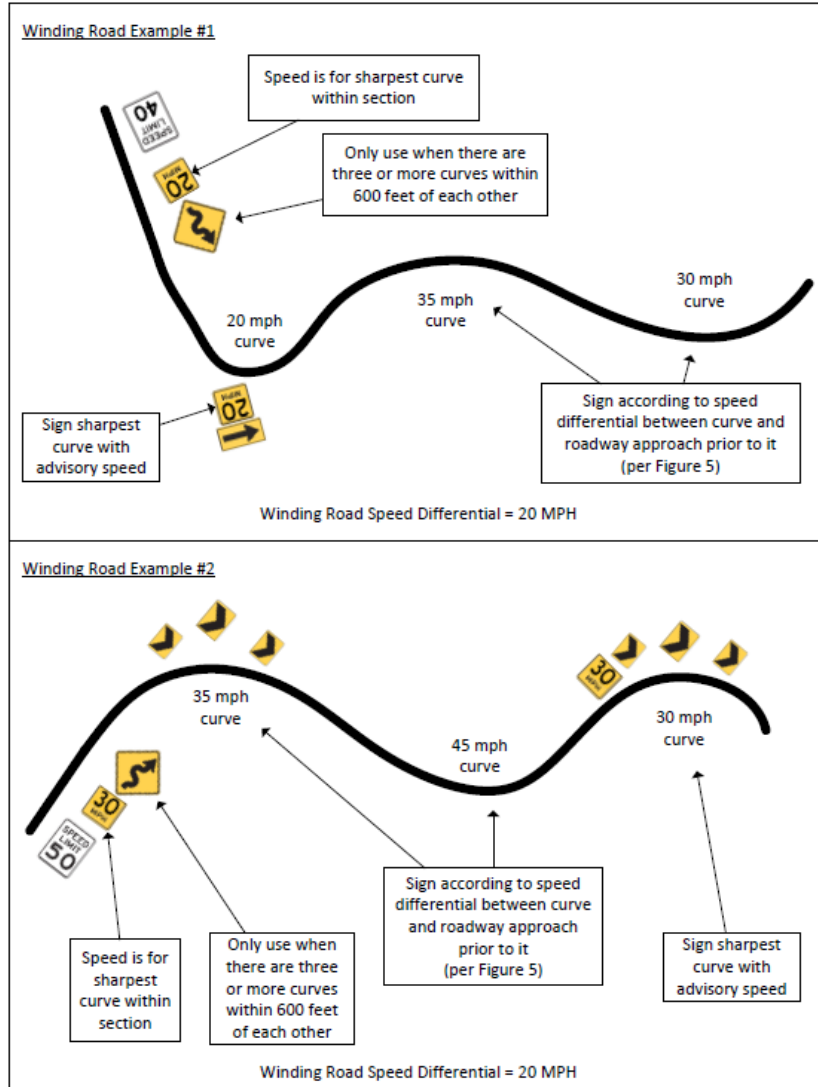 Winding Road Example #1
Speed is for sharpest curve
within section
SPEED
LIMIT
40
20
MPH
Only use when there are
three or more curves within
600 feet of each other
20 mph
curve
35 mph
curve
30 mph
curve
20
MPH
Sign sharpest
curve with
advisory speed
Sign according to speed
differential between curve and
roadway approach prior to it
(per Figure 5)
Winding Road Speed Differential = 20 MPH
Winding Road Example #2
35 mph
curve
30
MPH
30 mph
curve
45 mph
curve
30
MPH
SPEED
LIMIT
50
Speed is for
sharpest
curve within
section
Only use when
there are three
or more curves
within 600 feet
of each other
Sign according to speed
differential between curve
and roadway approach
prior to it
(per Figure 5)
Sign sharpest
curve with
advisory speed
Winding Road Speed Differential = 20 MPH